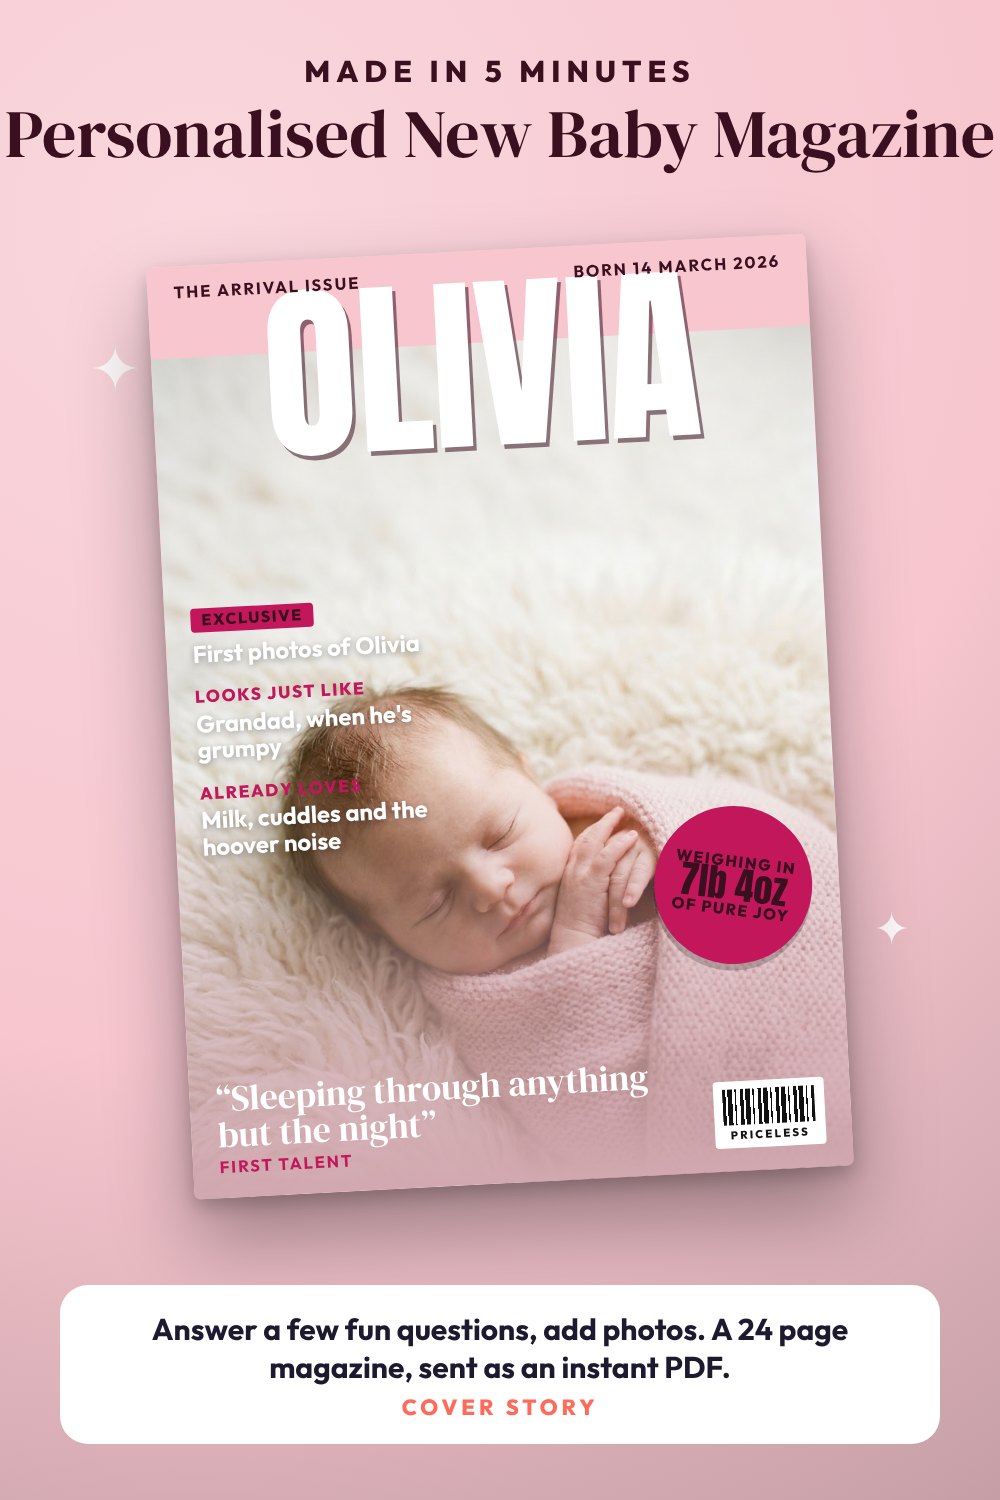 MADE IN 5 MINUTES
Personalised New Baby Magazine
THE ARRIVAL ISSUE
BORN 14 MARCH 2026
OLIVIA
EXCLUSIVE
First photos of Olivia
LOOKS JUST LIKE
Grandad, when he's
grumpy
ALREADY LOVES
Milk, cuddles and the
hoover noise
WEIGHING IN
7lb 4oz
OF PURE JOY
“Sleeping through anything
but the night”
FIRST TALENT
PRICELESS
Answer a few fun questions, add photos. A 24 page
magazine, sent as an instant PDF.
COVER STORY